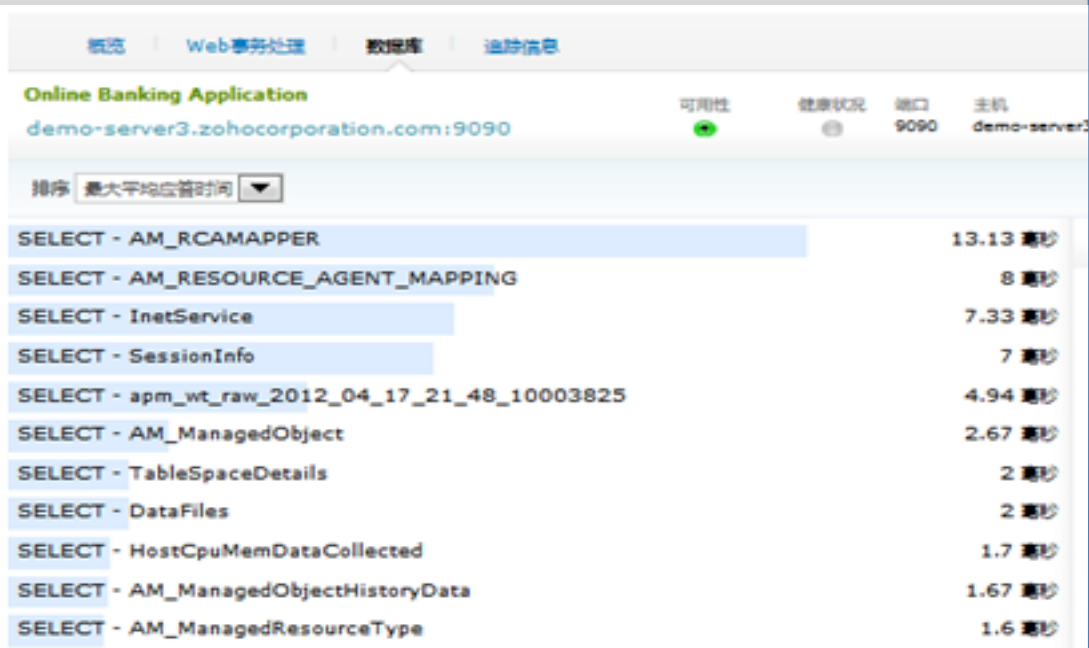 概览 Web事务处理 数据库 追踪信息
Online Banking Application
可用性 健康状况 端口 主机
demo-server3.zohocorporation.com:9090
9090 demo-server3
排序 最大平均应答时间
SELECT - AM_RCAMAPPER 13.13 毫秒
SELECT - AM_RESOURCE_AGENT_MAPPING 8 毫秒
SELECT - InetService 7.33 毫秒
SELECT - SessionInfo 7 毫秒
SELECT - apm_wt_raw_2012_04_17_21_48_10003825 4.94 毫秒
SELECT - AM_ManagedObject 2.67 毫秒
SELECT - TableSpaceDetails 2 毫秒
SELECT - DataFiles 2 毫秒
SELECT - HostCpuMemDataCollected 1.7 毫秒
SELECT - AM_ManagedObjectHistoryData 1.67 毫秒
SELECT - AM_ManagedResourceType 1.6 毫秒